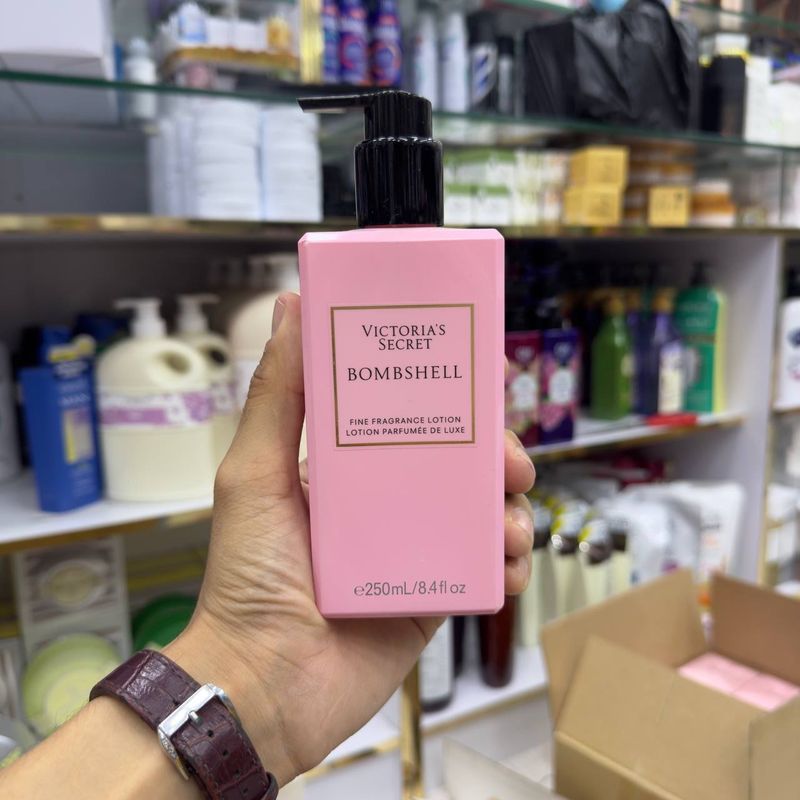 VICTORIA'S
SECRET
BOMBSHELL
FINE FRAGRANCE LOTION
LOTION PARFUMÉE DE LUXE
℮250mL/8.4fl oz